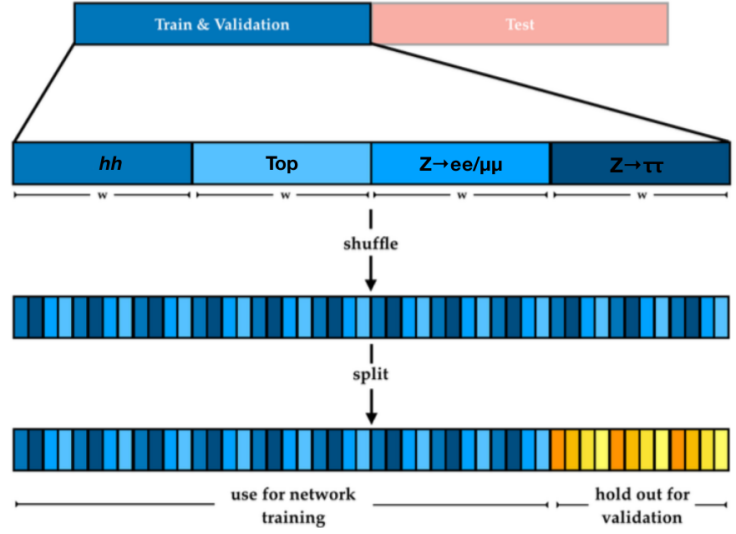 Train & Validation Test
hh Top Z→ee/μμ Z→ττ
w w w w
shuffle
split
use for network
training
hold out for
validation